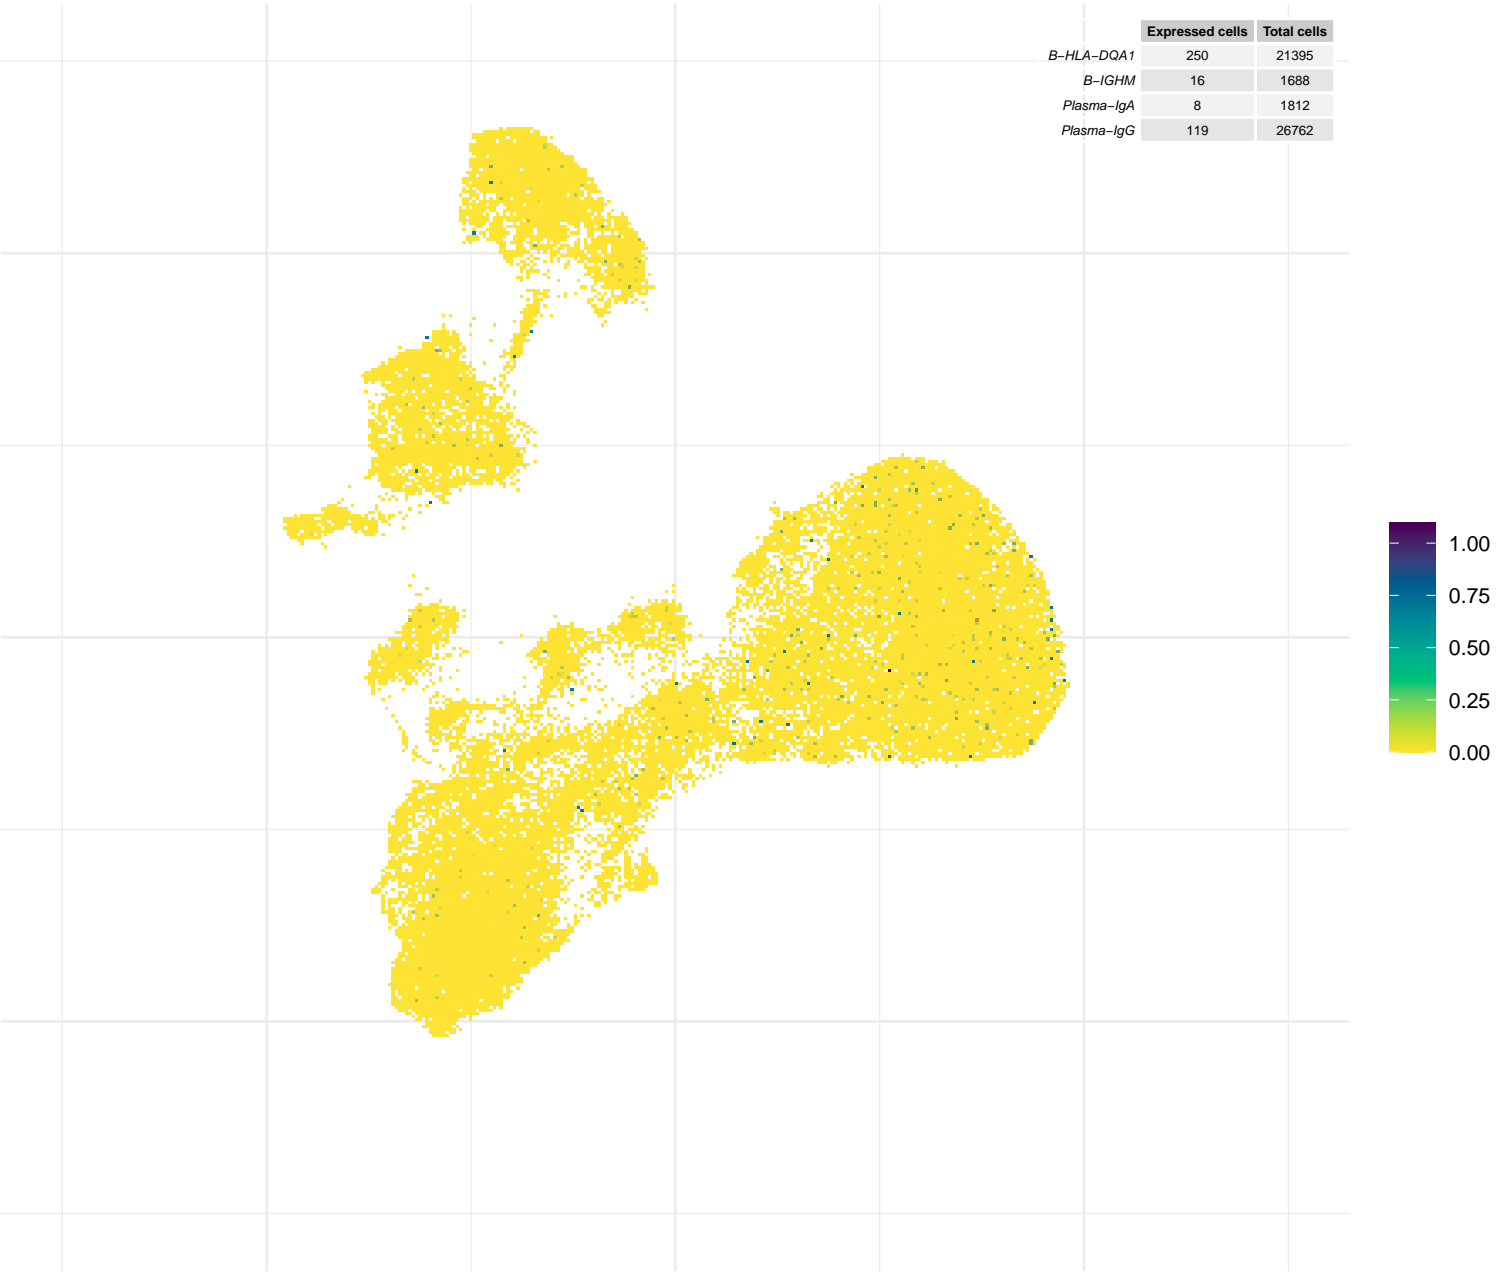 Expressed cells Total cells
B−HLA−DQA1 250 21395
B−IGHM 16 1688
Plasma−IgA 8 1812
Plasma−IgG 119 26762
1.00
0.75
0.50
0.25
0.00